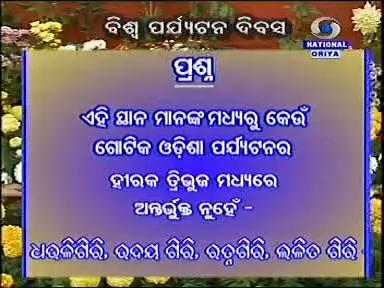 ବିଶ୍ୱ ପର୍ଯ୍ୟଟନ ଦିବସ
NATIONAL
ORIYA
ପ୍ରଶ୍ନ
ଏହି ସ୍ଥାନ ମାନଙ୍କ ମଧ୍ୟରୁ କେଉଁ
ଗୋଟିକ ଓଡ଼ିଶା ପର୍ଯ୍ୟଟନର
ହୀରକ ତ୍ରିଭୁଜ ମଧ୍ୟରେ
ଅନ୍ତର୍ଭୁକ୍ତ ନୁହେଁ -
ଧଉଳିଗିରି, ଉଦୟ ଗିରି, ରତ୍ନଗିରି, ଲଳିତ ଗିରି